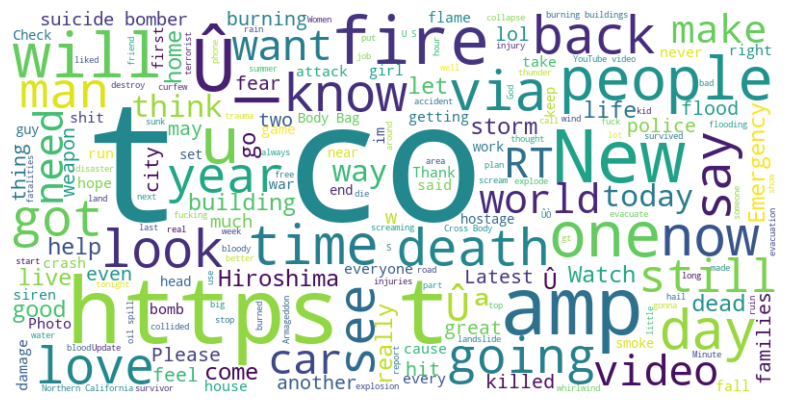 suicide bomber
Check
Women
burning
rain
flame
collapse
put
U S
burning buildings
back
make
will
Û_
want
fire
first
liked
friend
terrorist
home
phone
lol
hour
job
injury
YouTube video
never
right
man
know
via
people
fear
attack
girl
summer
well
take
thunder
bad
destroy
curfew
think
let
God
keep
life
kid
flood
shit
sunk
trauma
two
Body Bag
getting
storm
accident
call
wind
fuck
lot
flooding
guy
t co
u
may
game
im
around
police
thought
survived
need
thing
Weapon
run
go
near
work
RT
New
say
Emergency
disaster
always
area
plan
fatalities
city
set
war
Thank
scream
explode
hope
year
free
end
way
said
world
today
someone
shoe
land
next
building
die
w
hostage
Ûò
evacuate
got
fucking
much
screaming
Cross Body
gt
evacuation
last
real
week
bloody
better
S
one
now
help
look
time
death
start
crash
everyone
road
Latest
Û
Watch
still
long
made
live
even
tonight
Hiroshima
use
injuries
part
gonna
ruin
siren
head
https t
see
Ûª
amp
hail
dead
good
Photo
bomb
big
burned
Armageddon
top
great
little
day
families
oil spills
collided
stop
really
report
landslide
smoke
water
damage
blood
Update
Please
car
cause
Minute
love
feel
come
another
hit
going
video
Northern California
survivor
house
explosion
every
killed
whirlwind
fall